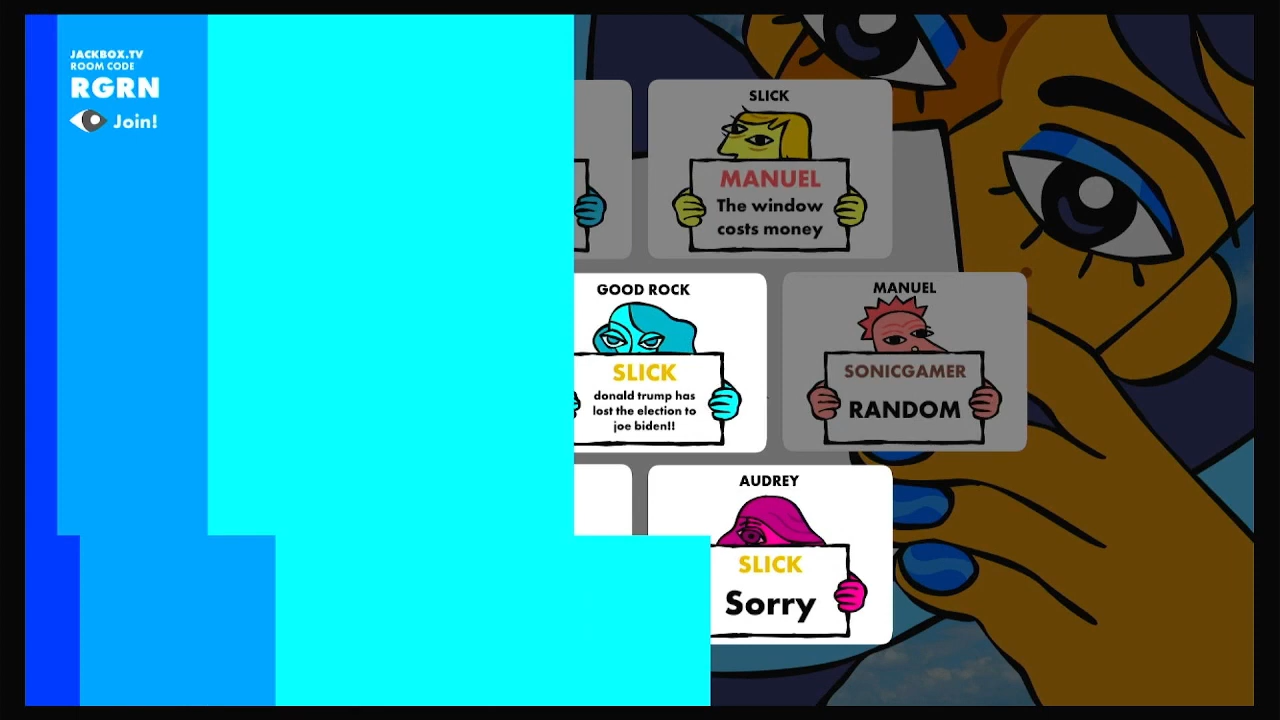 JACKBOX.TV
ROOM CODE
RGRN
Join!
SLICK
MANUEL
The window
costs money
GOOD ROCK
SLICK
donald trump has
lost the election to
joe biden!!
MANUEL
SONICGAMER
RANDOM
AUDREY
SLICK
Sorry